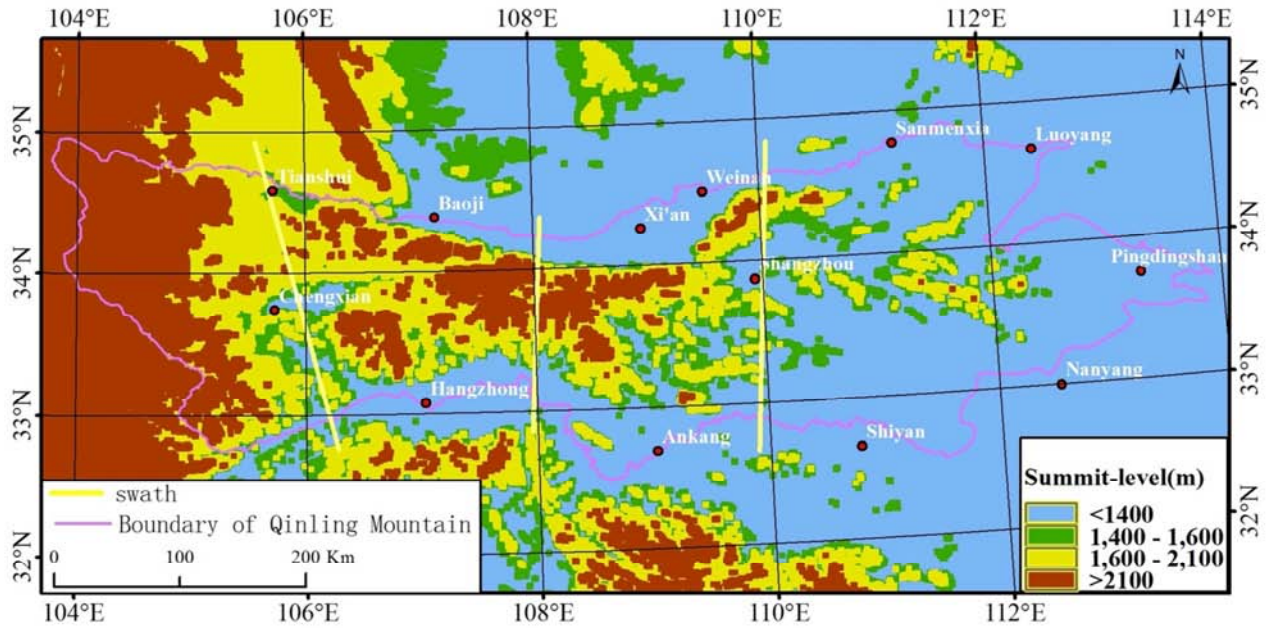 104°E 106°E 108°E 110°E 112°E 114°E
N
35°N
35°N
Sanmenxia
Luoyang
Tianshui
Weinan
Baoji
Xi'an
34°N
34°N
Pingdingshan
Shangzhou
Chengxian
33°N
33°N
Hangzhong
Nanyang
Ankang
Shiyan
Summit-level(m)
<1400
1,400 - 1,600
1,600 - 2,100
>2100
swath
Boundary of Qinling Mountain
0 100 200 Km
32°N
32°N
104°E 106°E 108°E 110°E 112°E